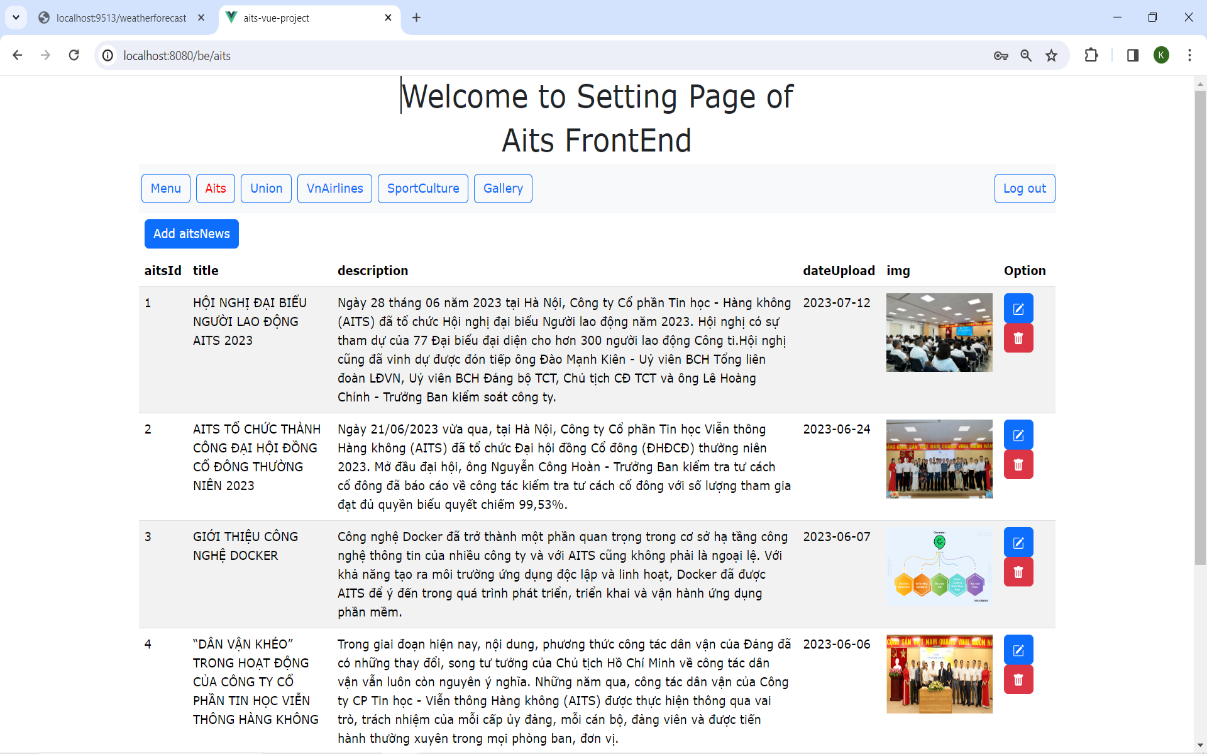 localhost:9513/weatherforecast
aits-vue-project
localhost:8080/be/aits
K
Welcome to Setting Page of
Aits FrontEnd
Menu Aits Union VnAirlines SportCulture Gallery Log out
Add aitsNews
aitsId title description dateUpload img Option
1
HỘI NGHỊ ĐẠI BIỂU
NGƯỜI LAO ĐỘNG
AITS 2023
Ngày 28 tháng 06 năm 2023 tại Hà Nội, Công ty Cổ phần Tin học - Hàng không
(AITS) đã tổ chức Hội nghị đại biểu Người lao động năm 2023. Hội nghị có sự
tham dự của 77 Đại biểu đại diện cho hơn 300 người lao động Công ti.Hội nghị
cũng đã vinh dự được đón tiếp ông Đào Mạnh Kiên - Uỷ viên BCH Tổng liên
đoàn LĐVN, Uỷ viên BCH Đảng bộ TCT, Chủ tịch CĐ TCT và ông Lê Hoàng
Chính - Trưởng Ban kiểm soát công ty.
2023-07-12
2
AITS TỔ CHỨC THÀNH
CÔNG ĐẠI HỘI ĐỒNG
CỔ ĐÔNG THƯỜNG
NIÊN 2023
Ngày 21/06/2023 vừa qua, tại Hà Nội, Công ty Cổ phần Tin học Viễn thông
Hàng không (AITS) đã tổ chức Đại hội đồng Cổ đông (ĐHĐCĐ) thường niên
2023. Mở đầu đại hội, ông Nguyễn Công Hoàn - Trưởng Ban kiểm tra tư cách
cổ đông đã báo cáo về công tác kiểm tra tư cách cổ đông với số lượng tham gia
đạt đủ quyền biểu quyết chiếm 99,53%.
2023-06-24
3
GIỚI THIỆU CÔNG
NGHỆ DOCKER
Công nghệ Docker đã trở thành một phần quan trọng trong cơ sở hạ tầng công
nghệ thông tin của nhiều công ty và với AITS cũng không phải là ngoại lệ. Với
khả năng tạo ra môi trường ứng dụng độc lập và linh hoạt, Docker đã được
AITS để ý đến trong quá trình phát triển, triển khai và vận hành ứng dụng
phần mềm.
2023-06-07
4
“DÂN VẬN KHÉO”
TRONG HOẠT ĐỘNG
CỦA CÔNG TY CỔ
PHẦN TIN HỌC VIỄN
THÔNG HÀNG KHÔNG
Trong giai đoạn hiện nay, nội dung, phương thức công tác dân vận của Đảng đã
có những thay đổi, song tư tưởng của Chủ tịch Hồ Chí Minh về công tác dân
vận vẫn luôn còn nguyên ý nghĩa. Những năm qua, công tác dân vận của Công
ty CP Tin học - Viễn thông Hàng không (AITS) được thực hiện thông qua vai
trò, trách nhiệm của mỗi cấp ủy đảng, mỗi cán bộ, đảng viên và được tiến
hành thường xuyên trong mọi phòng ban, đơn vị.
2023-06-06